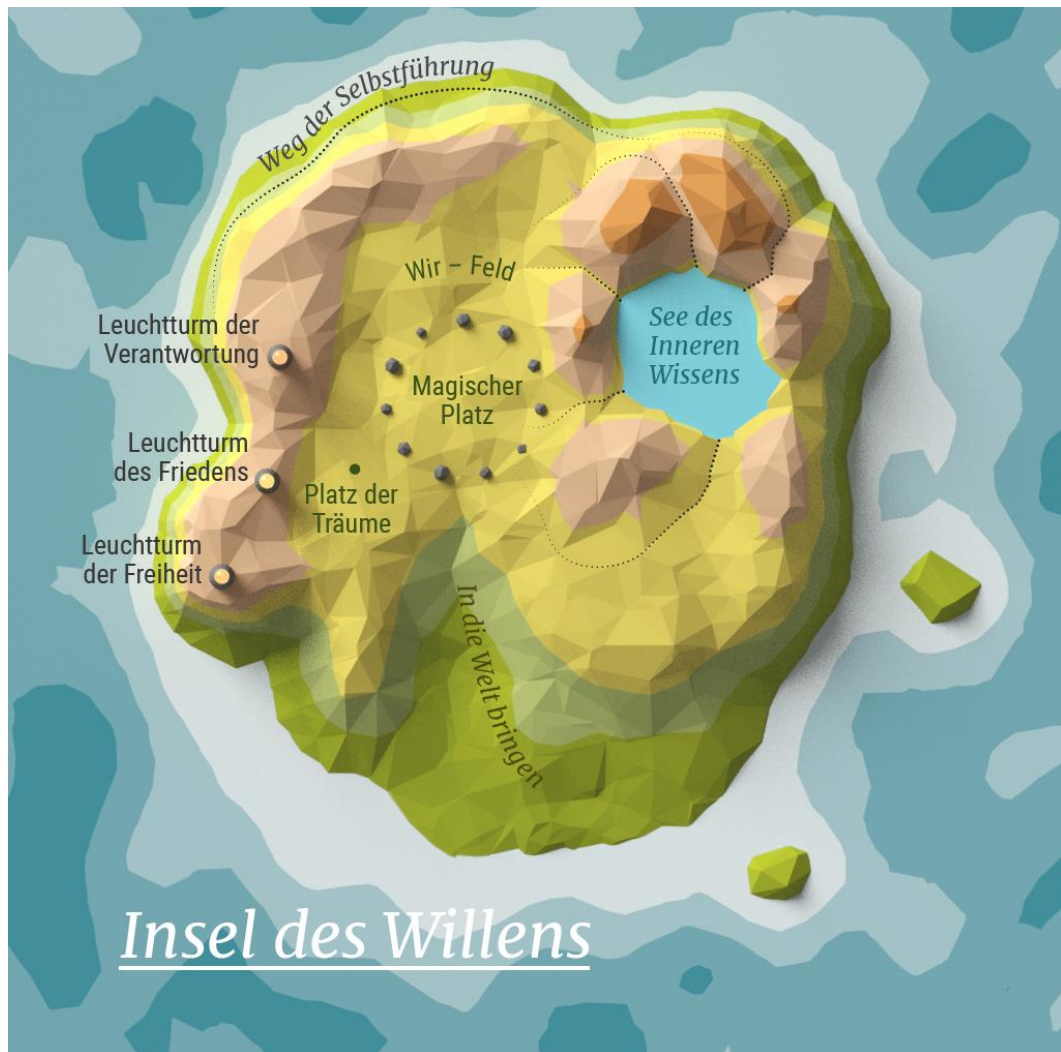 Weg der Selbstführung
Wir – Feld
Leuchtturm der
Verantwortung
See des
Inneren
Wissens
Magischer
Platz
Leuchtturm
des Friedens
Platz der
Träume
Leuchtturm
der Freiheit
In die Welt bringen
Insel des Willens